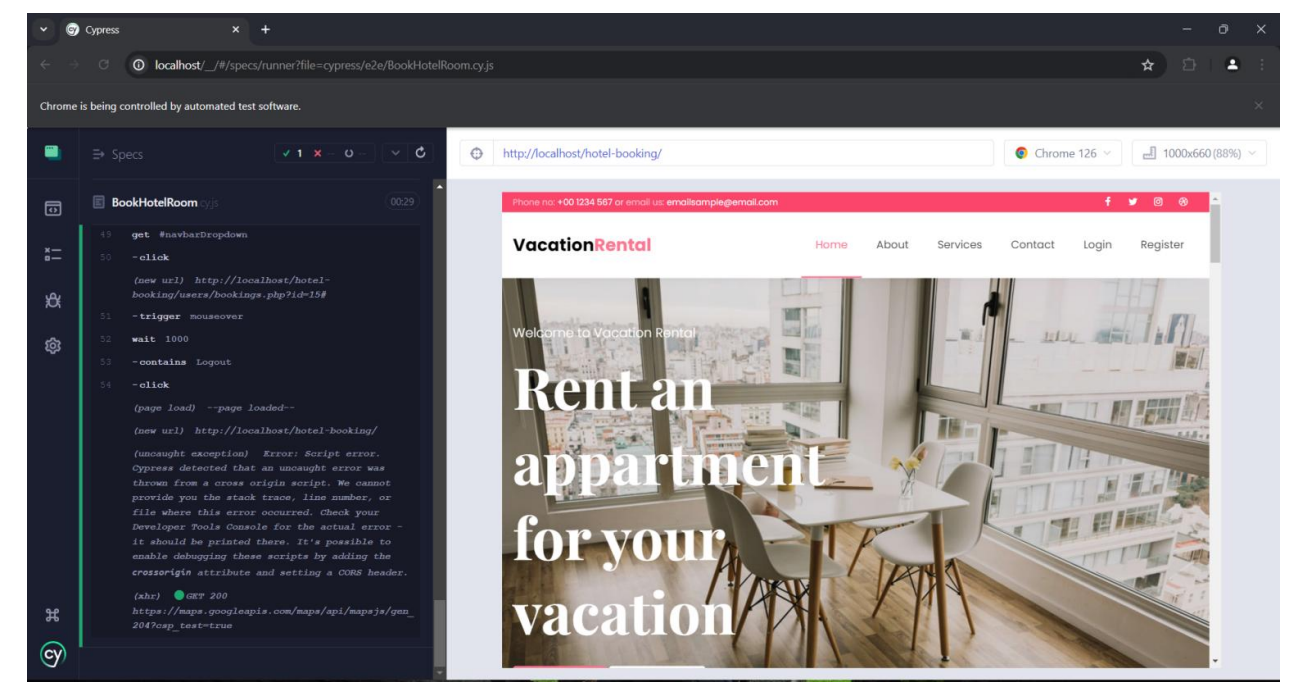 Cypress
localhost/__/#/specs/runner?file=cypress/e2e/BookHotelRoom.cy.js
Chrome is being controlled by automated test software.
Specs
1
--
--
http://localhost/hotel-booking/
Chrome 126
1000x660 (88%)
BookHotelRoom.cy.js
00:29
49 get #navbarDropdown
50 -click
(new url) http://localhost/hotel-
booking/users/bookings.php?id=15#
51 -trigger mouseover
52 wait 1000
53 -contains Logout
54 -click
(page load) --page loaded--
(new url) http://localhost/hotel-booking/
(uncaught exception) Error: Script error.
Cypress detected that an uncaught error was
thrown from a cross origin script. We cannot
provide you the stack trace, line number, or
file where this error occurred. Check your
Developer Tools Console for the actual error -
it should be printed there. It's possible to
enable debugging these scripts by adding the
crossorigin attribute and setting a CORS header.
(xhr) GET 200
https://maps.googleapis.com/maps/api/mapsjs/gen_
204?csp_test=true
cy
Phone no: +00 1234 567 or email us: emailsample@email.com
VacationRental
Home About Services Contact Login Register
Welcome to Vacation Rental
Rent an
appartment
for your
vacation